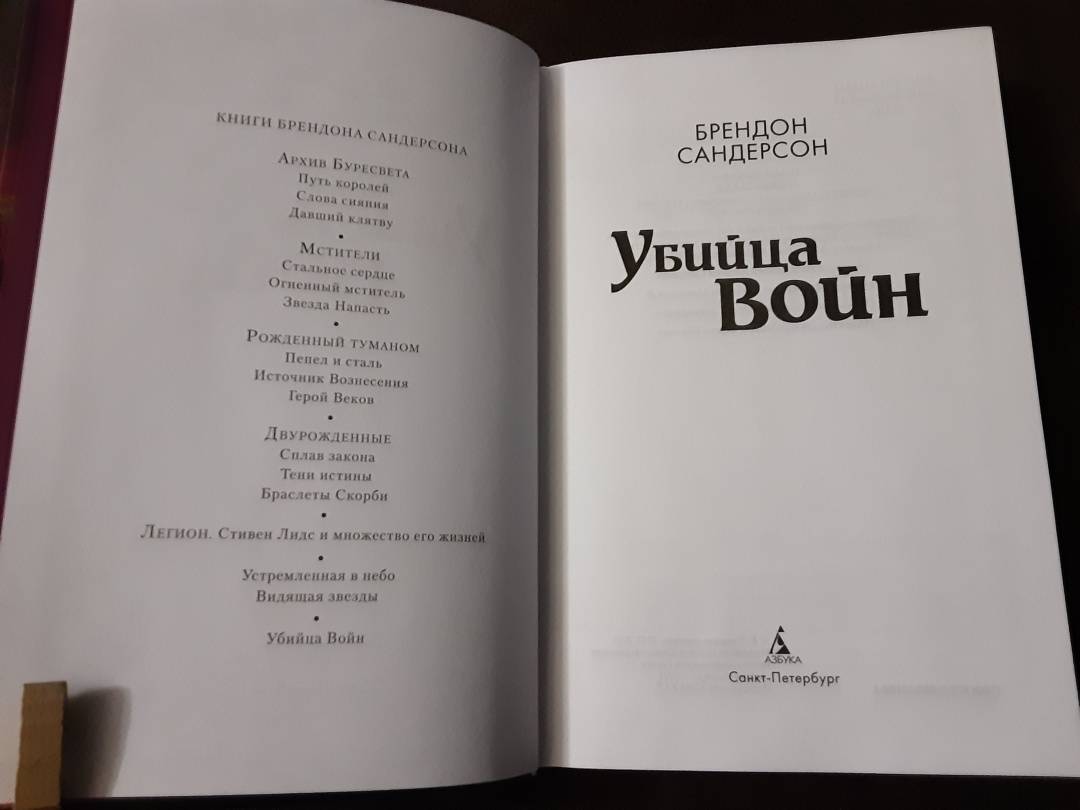 КНИГИ БРЕНДОНА САНДЕРСОНА
АРХИВ БУРЕСВЕТА
Путь королей
Слова сияния
Давший клятву
•
МСТИТЕЛИ
Стальное сердце
Огненный мститель
Звезда Напасть
•
РОЖДЕННЫЙ ТУМАНОМ
Пепел и сталь
Источник Вознесения
Герой Веков
•
ДВУРОЖДЕННЫЕ
Сплав закона
Тени истины
Браслеты Скорби
•
ЛЕГИОН. Стивен Лидс и множество его жизней
•
Устремленная в небо
Видящая звезды
•
Убийца Войн
БРЕНДОН
САНДЕРСОН
Убийца
Войн
АЗБУКА
Санкт-Петербург